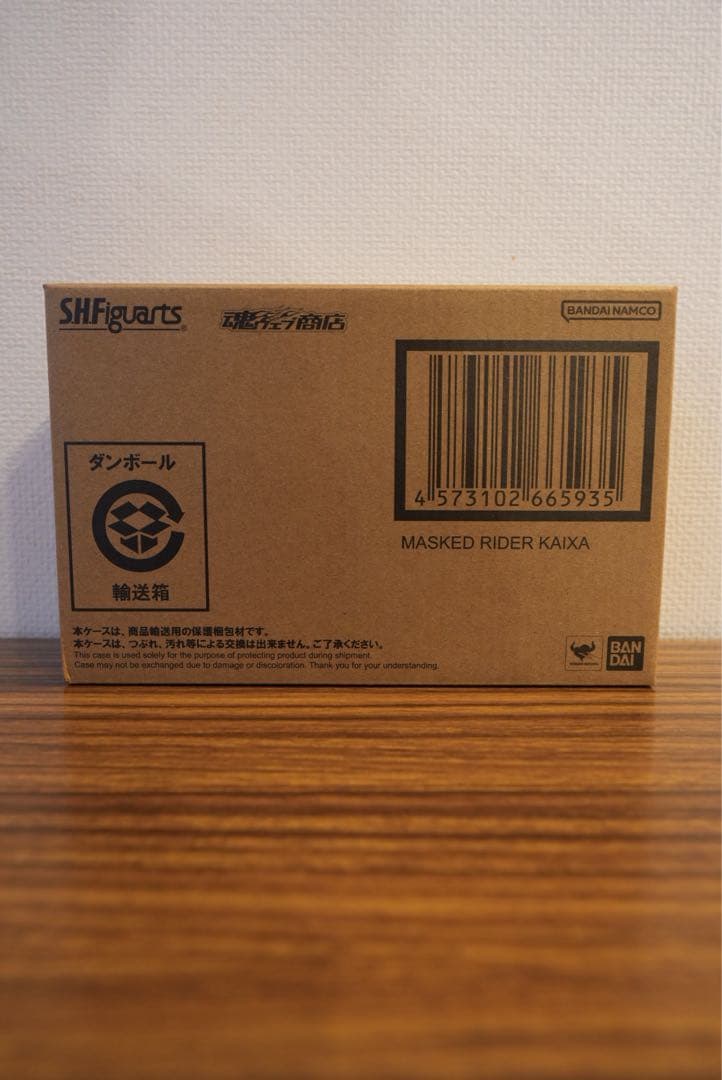 S.H.Figuarts®
魂ウェブ商店
BANDAI NAMCO
4 573102 665935
MASKED RIDER KAIXA
ダンボール
輸送箱
本ケースは、商品輸送用の保護梱包材です。
本ケースは、つぶれ、汚れ等による交換は出来ません。ご了承ください。
This case is used solely for the purpose of protecting product during shipment.
Case may not be exchanged due to damage or discoloration. Thank you for your understanding.
BAN
DAI